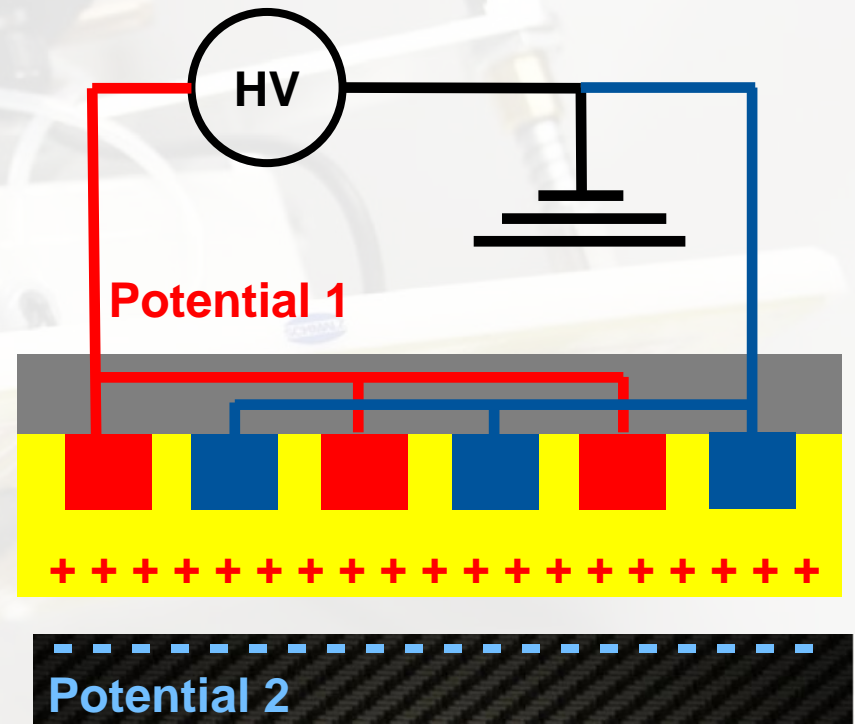 HV
Potential 1
+ + + + + + + + + + + + + + + + + + +
- - - - - - - - - - - - - - - - - - - -
Potential 2